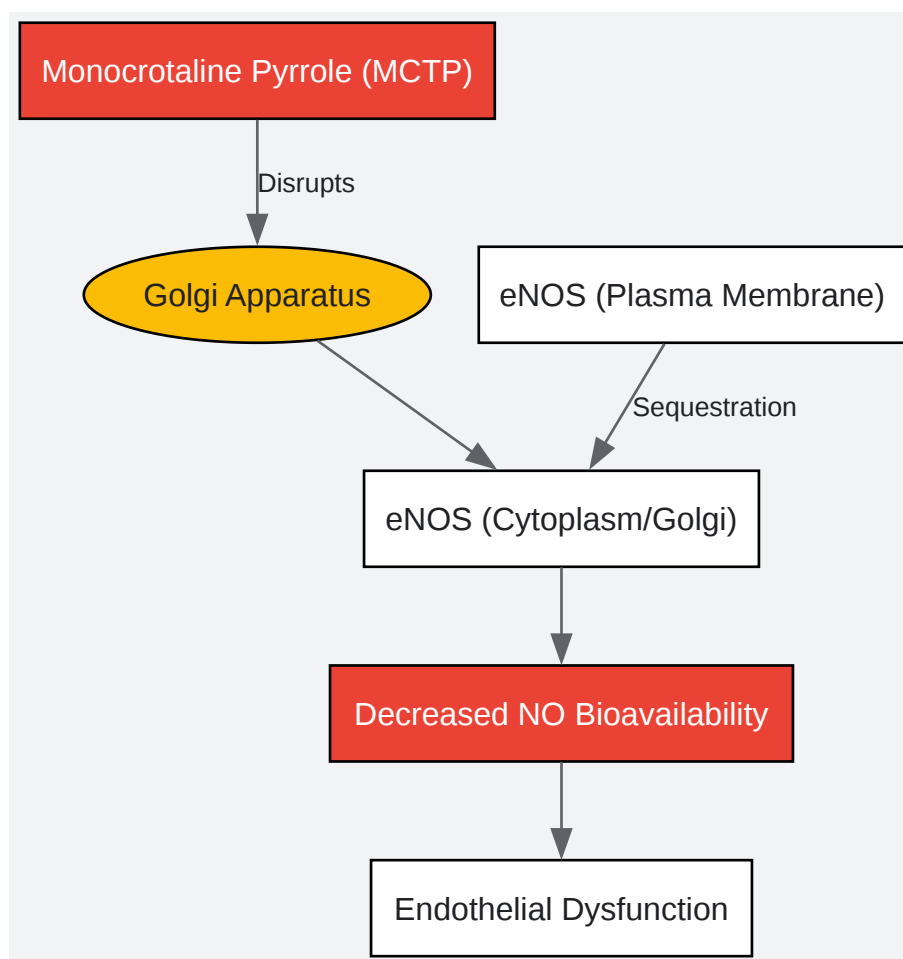 Monocrotaline Pyrrole (MCTP)
Disrupts
Golgi Apparatus
eNOS (Plasma Membrane)
Sequestration
eNOS (Cytoplasm/Golgi)
Decreased NO Bioavailability
Endothelial Dysfunction